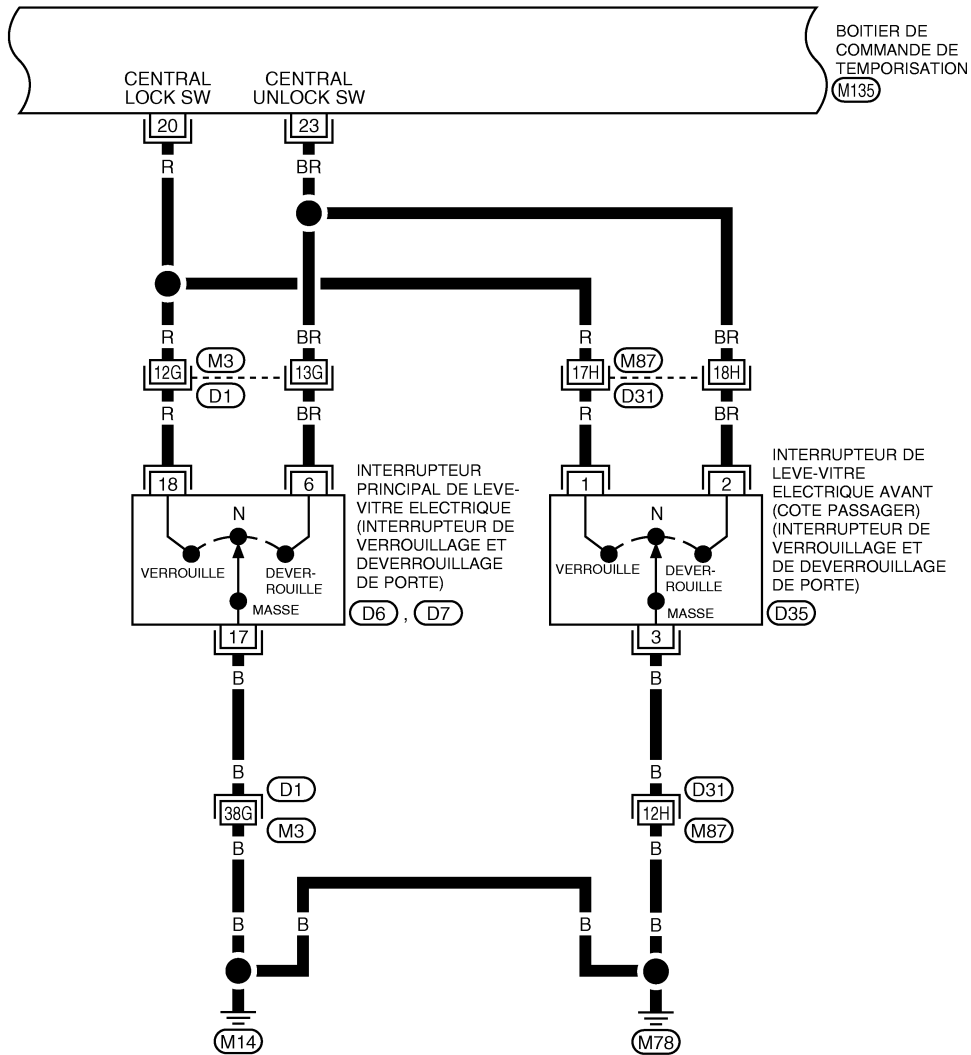 BOITIER DE
COMMANDE DE
TEMPORISATION
M135
CENTRAL
LOCK SW
CENTRAL
UNLOCK SW
20
23
R
BR
R
BR
R
BR
12G
M3
13G
17H
M87
18H
D1
D31
R
BR
R
BR
18
6
1
2
INTERRUPTEUR
PRINCIPAL DE LEVE-
VITRE ELECTRIQUE
(INTERRUPTEUR DE
VERROUILLAGE ET
DEVERROUILLAGE
DE PORTE)
D6 , D7
INTERRUPTEUR DE
LEVE-VITRE
ELECTRIQUE AVANT
(COTE PASSAGER)
(INTERRUPTEUR DE
VERROUILLAGE ET
DE DEVERROUILLAGE
DE PORTE)
D35
N
VERROUILLE
DEVER-
ROUILLE
MASSE
N
VERROUILLE
DEVER-
ROUILLE
MASSE
17
3
B
B
B
B
D1
D31
38G
12H
M3
M87
B
B
B
B
B
B
M14
M78